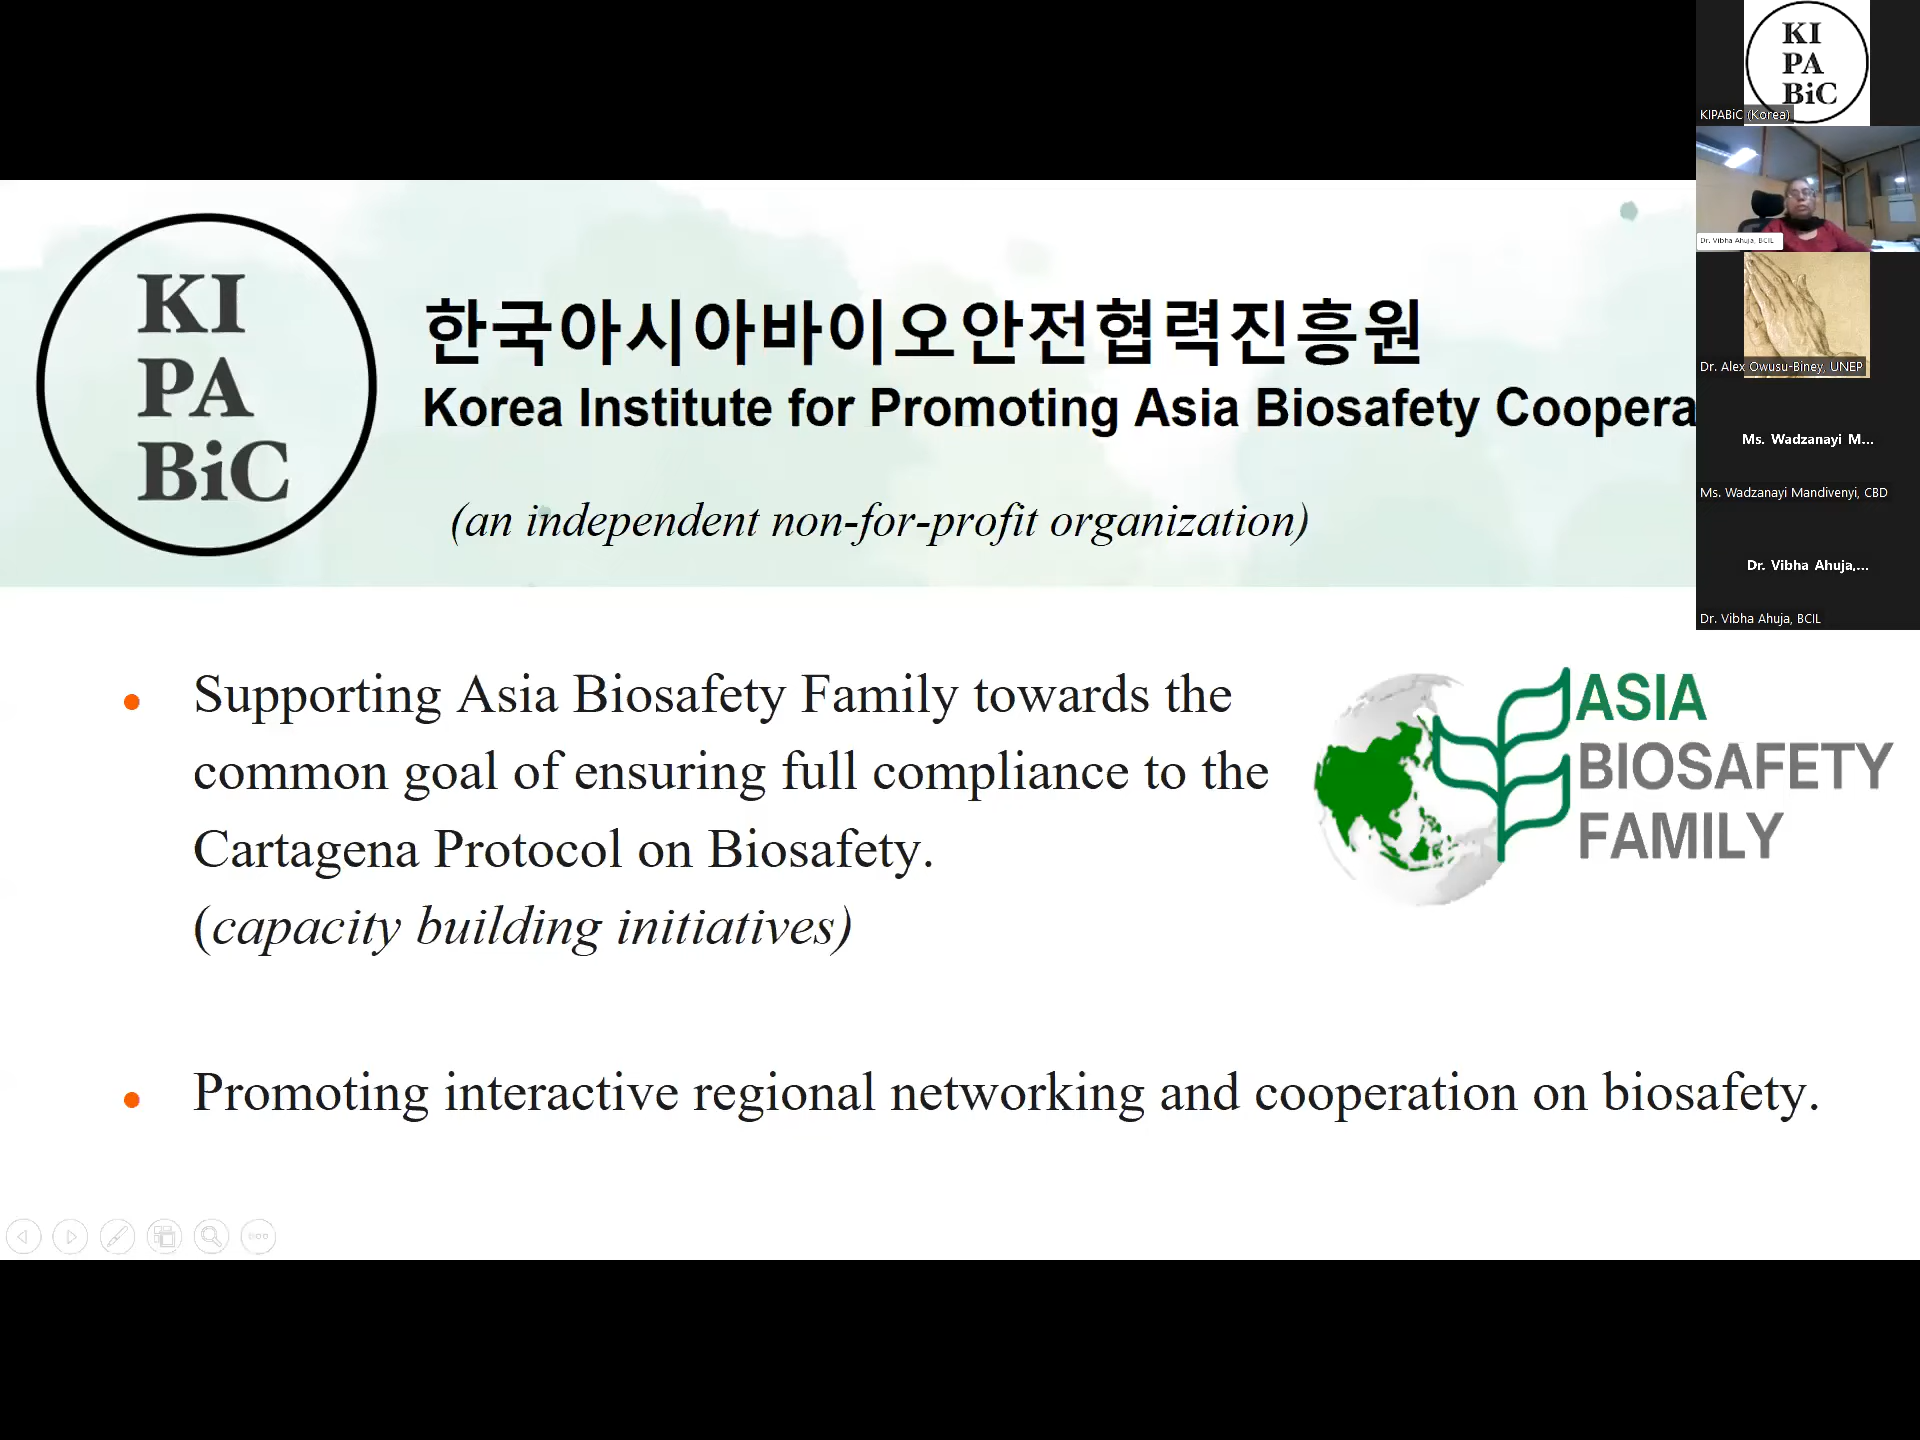 KI
PA
BiC
한국아시아바이오안전협력진흥원
Korea Institute for Promoting Asia Biosafety Coopera
(an independent non-for-profit organization)
Supporting Asia Biosafety Family towards the
common goal of ensuring full compliance to the
Cartagena Protocol on Biosafety.
(capacity building initiatives)
ASIA
BIOSAFETY
FAMILY
Promoting interactive regional networking and cooperation on biosafety.
KI
PA
BiC
KIPABiC (Korea)
Dr. Vibha Ahuja, BCIL
Dr. Alex Owusu-Biney, UNEP
Ms. Wadzanayi M...
Ms. Wadzanayi Mandivenyi, CBD
Dr. Vibha Ahuja,...
Dr. Vibha Ahuja, BCIL